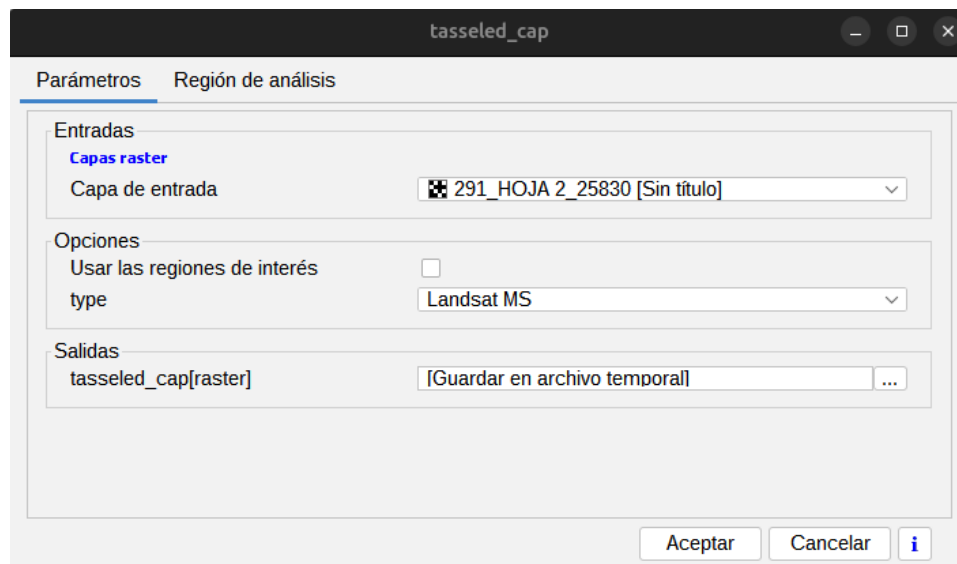 tasseled_cap
Parámetros Región de análisis
Entradas
Capas raster
Capa de entrada 291_HOJA 2_25830 [Sin título]
Opciones
Usar las regiones de interés
type Landsat MS
Salidas
tasseled_cap[raster] [Guardar en archivo temporal] ...
Aceptar Cancelar i